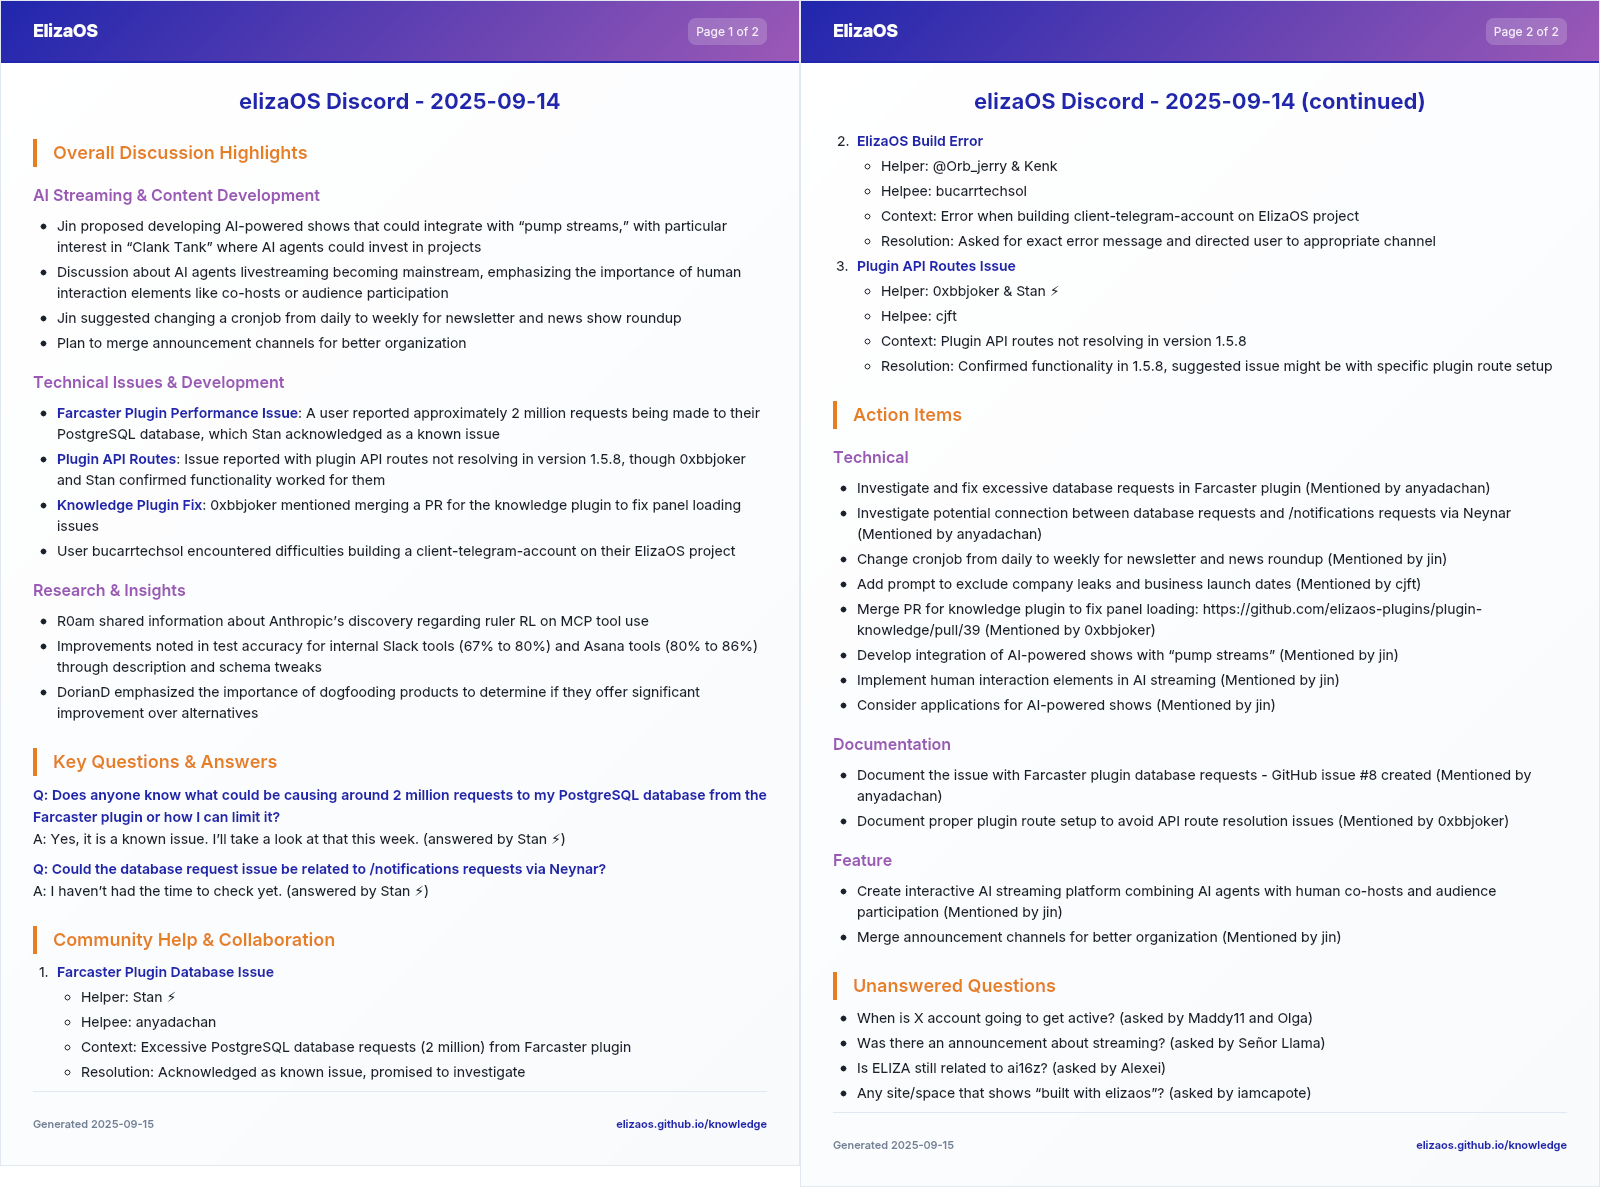 ElizaOS
Page 1 of 2
elizaOS Discord - 2025-09-14
Overall Discussion Highlights
AI Streaming & Content Development
• Jin proposed developing AI-powered shows that could integrate with “pump streams,” with particular
interest in “Clank Tank” where AI agents could invest in projects
• Discussion about AI agents livestreaming becoming mainstream, emphasizing the importance of human
interaction elements like co-hosts or audience participation
• Jin suggested changing a cronjob from daily to weekly for newsletter and news show roundup
• Plan to merge announcement channels for better organization
Technical Issues & Development
• Farcaster Plugin Performance Issue: A user reported approximately 2 million requests being made to their
PostgreSQL database, which Stan acknowledged as a known issue
• Plugin API Routes: Issue reported with plugin API routes not resolving in version 1.5.8, though 0xbbjoker
and Stan confirmed functionality worked for them
• Knowledge Plugin Fix: 0xbbjoker mentioned merging a PR for the knowledge plugin to fix panel loading
issues
• User bucarrtechsol encountered difficulties building a client-telegram-account on their ElizaOS project
Research & Insights
• R0am shared information about Anthropic’s discovery regarding ruler RL on MCP tool use
• Improvements noted in test accuracy for internal Slack tools (67% to 80%) and Asana tools (80% to 86%)
through description and schema tweaks
• DorianD emphasized the importance of dogfooding products to determine if they offer significant
improvement over alternatives
Key Questions & Answers
Q: Does anyone know what could be causing around 2 million requests to my PostgreSQL database from the
Farcaster plugin or how I can limit it?
A: Yes, it is a known issue. I’ll take a look at that this week. (answered by Stan ⚡)
Q: Could the database request issue be related to /notifications requests via Neynar?
A: I haven’t had the time to check yet. (answered by Stan ⚡)
Community Help & Collaboration
1. Farcaster Plugin Database Issue
◦ Helper: Stan ⚡
◦ Helpee: anyadachan
◦ Context: Excessive PostgreSQL database requests (2 million) from Farcaster plugin
◦ Resolution: Acknowledged as known issue, promised to investigate
Generated 2025-09-15
elizaos.github.io/knowledge
ElizaOS
Page 2 of 2
elizaOS Discord - 2025-09-14 (continued)
2. ElizaOS Build Error
◦ Helper: @Orb_jerry & Kenk
◦ Helpee: bucarrtechsol
◦ Context: Error when building client-telegram-account on ElizaOS project
◦ Resolution: Asked for exact error message and directed user to appropriate channel
3. Plugin API Routes Issue
◦ Helper: 0xbbjoker & Stan ⚡
◦ Helpee: cjft
◦ Context: Plugin API routes not resolving in version 1.5.8
◦ Resolution: Confirmed functionality in 1.5.8, suggested issue might be with specific plugin route setup
Action Items
Technical
• Investigate and fix excessive database requests in Farcaster plugin (Mentioned by anyadachan)
• Investigate potential connection between database requests and /notifications requests via Neynar
(Mentioned by anyadachan)
• Change cronjob from daily to weekly for newsletter and news roundup (Mentioned by jin)
• Add prompt to exclude company leaks and business launch dates (Mentioned by cjft)
• Merge PR for knowledge plugin to fix panel loading: https://github.com/elizaos-plugins/plugin-
knowledge/pull/39 (Mentioned by 0xbbjoker)
• Develop integration of AI-powered shows with “pump streams” (Mentioned by jin)
• Implement human interaction elements in AI streaming (Mentioned by jin)
• Consider applications for AI-powered shows (Mentioned by jin)
Documentation
• Document the issue with Farcaster plugin database requests - GitHub issue #8 created (Mentioned by
anyadachan)
• Document proper plugin route setup to avoid API route resolution issues (Mentioned by 0xbbjoker)
Feature
• Create interactive AI streaming platform combining AI agents with human co-hosts and audience
participation (Mentioned by jin)
• Merge announcement channels for better organization (Mentioned by jin)
Unanswered Questions
• When is X account going to get active? (asked by Maddy11 and Olga)
• Was there an announcement about streaming? (asked by Señor Llama)
• Is ELIZA still related to ai16z? (asked by Alexei)
• Any site/space that shows “built with elizaos”? (asked by iamcapote)
Generated 2025-09-15
elizaos.github.io/knowledge